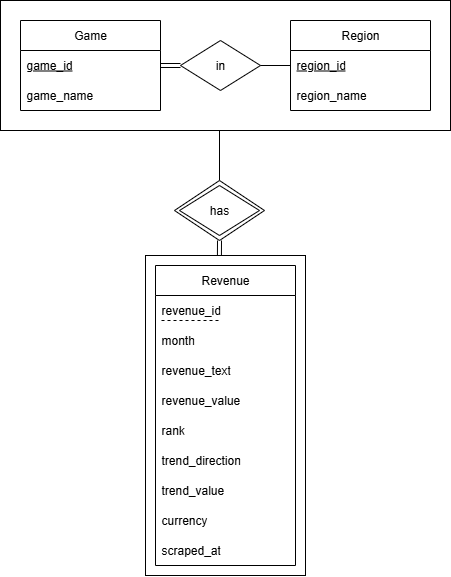 Game
game_id
game_name
in
Region
region_id
region_name
has
Revenue
revenue_id
month
revenue_text
revenue_value
rank
trend_direction
trend_value
currency
scraped_at